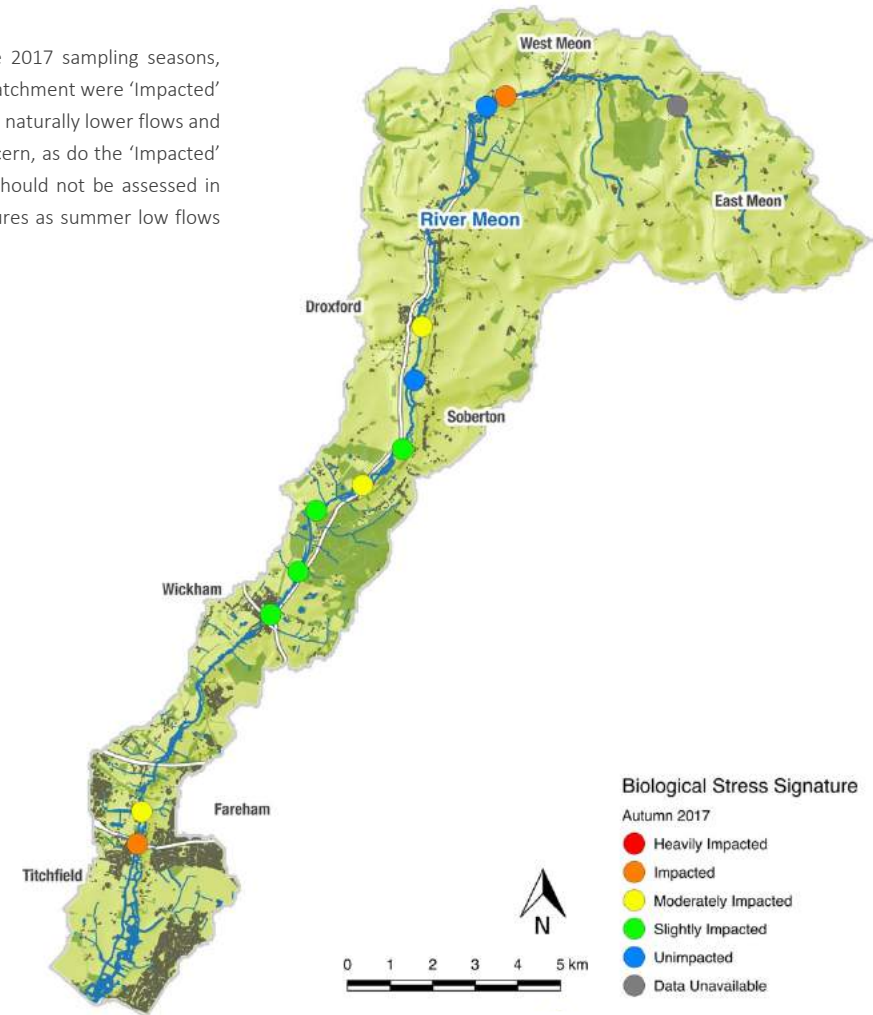 e 2017 sampling seasons,
atchment were ‘Impacted’
naturally lower flows and
cern, as do the ‘Impacted’
hould not be assessed in
ures as summer low flows
West Meon
East Meon
River Meon
Droxford
Soberton
Wickham
Fareham
Titchfield
Biological Stress Signature
Autumn 2017
Heavily Impacted
Impacted
Moderately Impacted
Slightly Impacted
Unimpacted
Data Unavailable
N
0 1 2 3 4 5 km